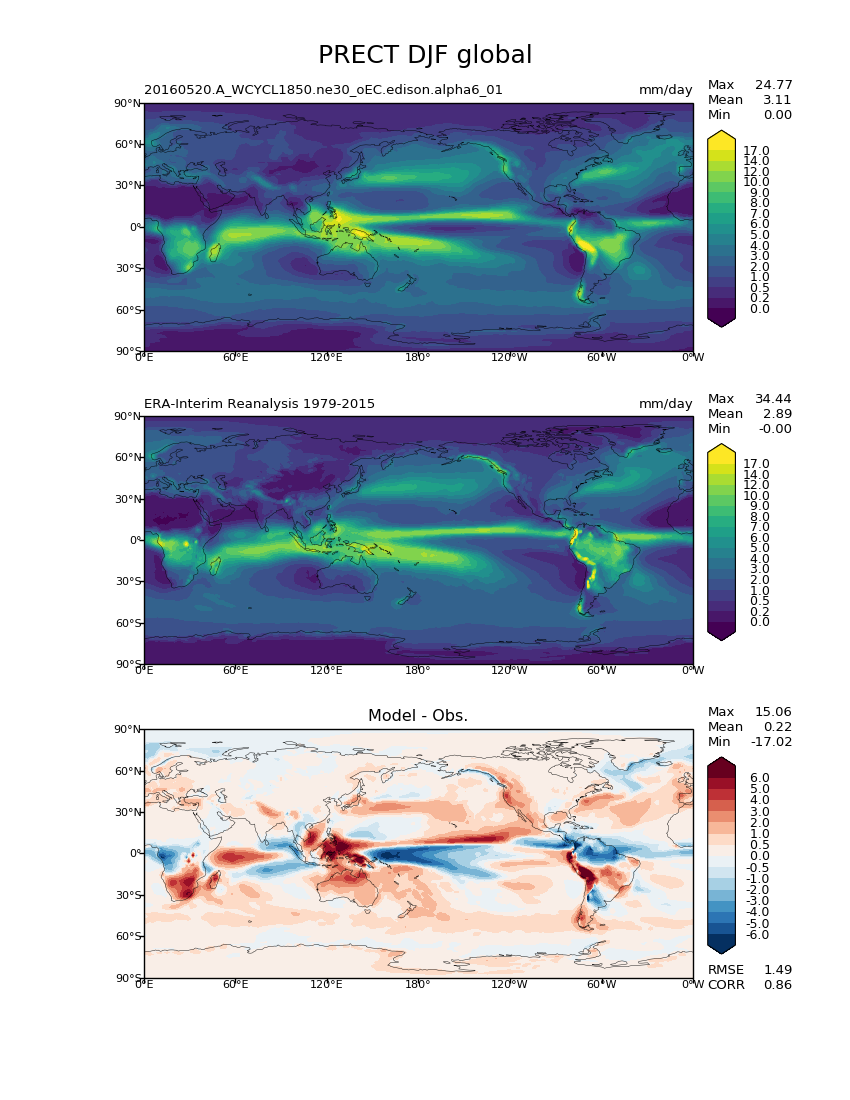 PRECT DJF global
20160520.A_WCYCL1850.ne30_oEC.edison.alpha6_01 mm/day
Max 24.77
Mean 3.11
Min 0.00
90°N
60°N
30°N
0°
30°S
60°S
90°S
0°E 60°E 120°E 180° 120°W 60°W 0°W
17.0
14.0
12.0
10.0
9.0
8.0
7.0
6.0
5.0
4.0
3.0
2.0
1.0
0.5
0.2
0.0
ERA-Interim Reanalysis 1979-2015 mm/day
Max 34.44
Mean 2.89
Min -0.00
90°N
60°N
30°N
0°
30°S
60°S
90°S
0°E 60°E 120°E 180° 120°W 60°W 0°W
17.0
14.0
12.0
10.0
9.0
8.0
7.0
6.0
5.0
4.0
3.0
2.0
1.0
0.5
0.2
0.0
Model - Obs.
Max 15.06
Mean 0.22
Min -17.02
90°N
60°N
30°N
0°
30°S
60°S
90°S
0°E 60°E 120°E 180° 120°W 60°W 0°W
6.0
5.0
4.0
3.0
2.0
1.0
0.5
0.0
-0.5
-1.0
-2.0
-3.0
-4.0
-5.0
-6.0
RMSE 1.49
CORR 0.86